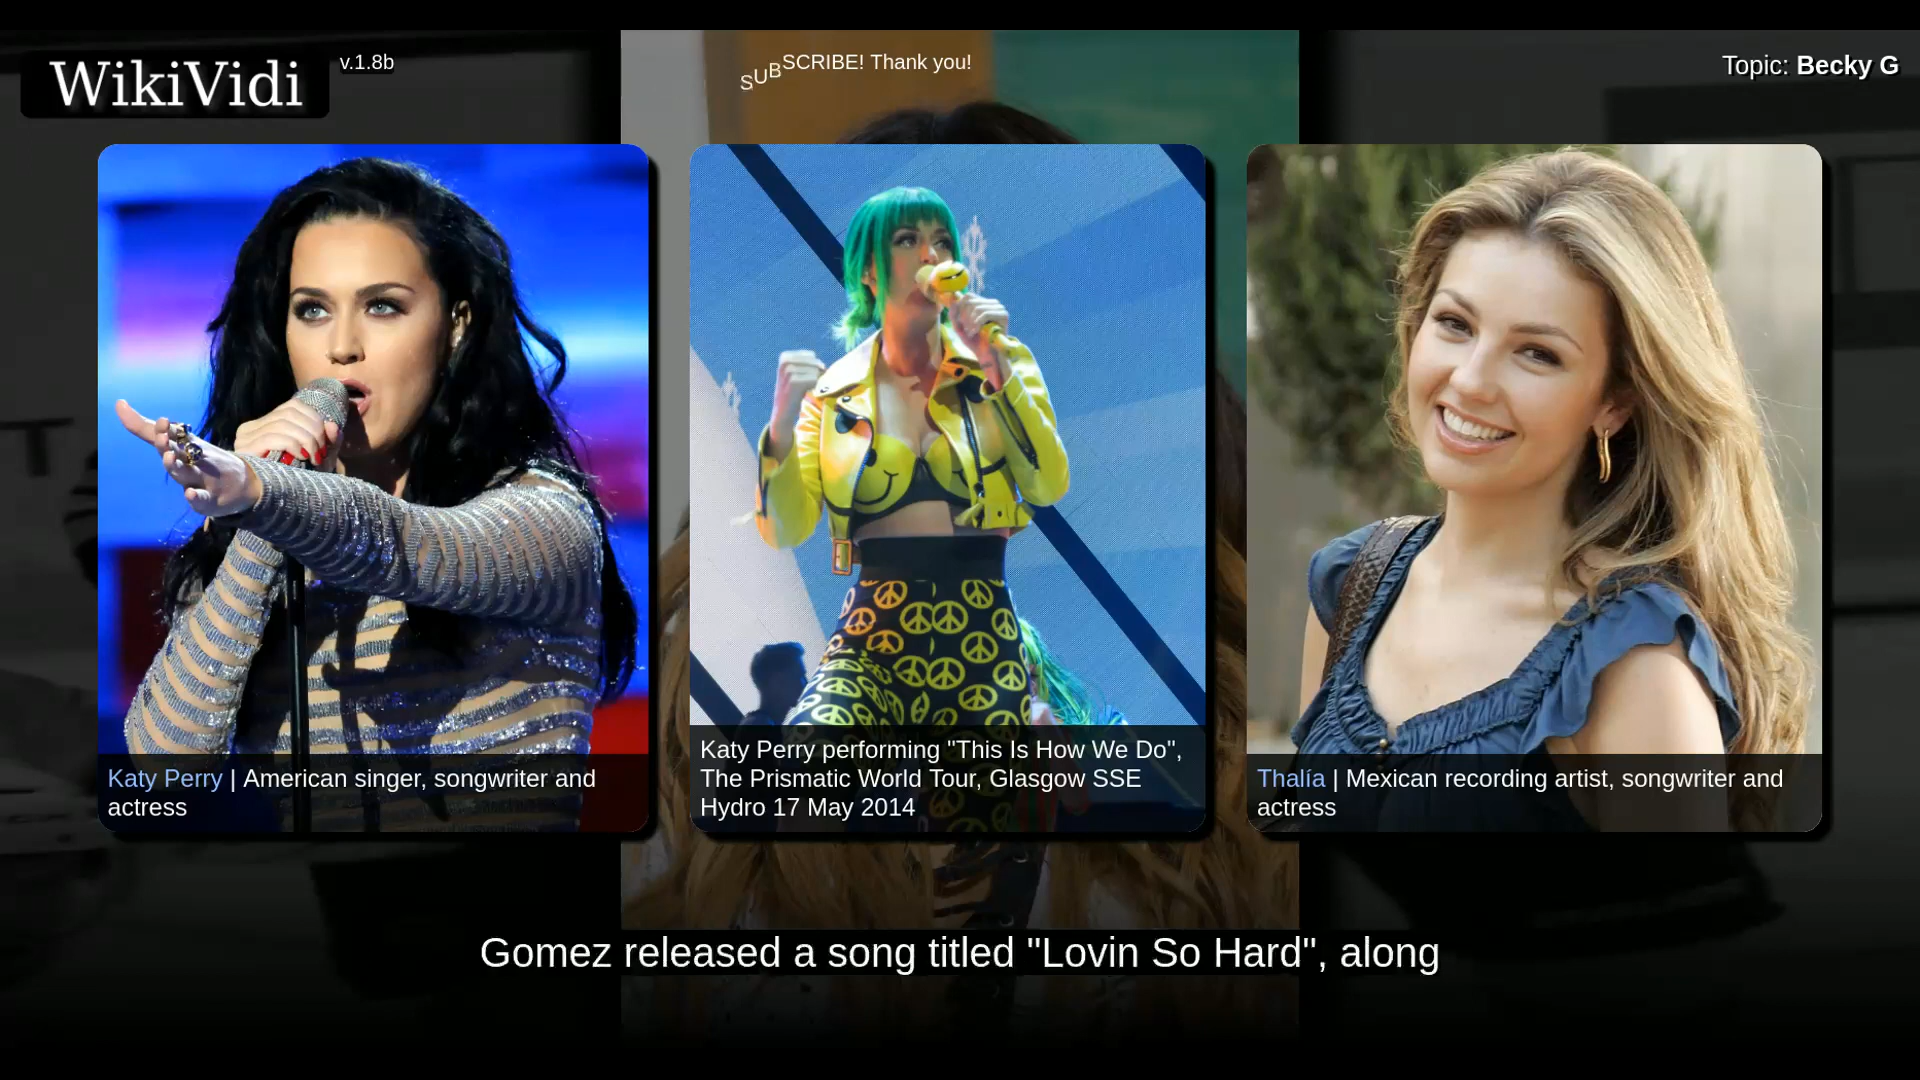 WikiVidi
v.1.8b
SUBSCRIBE! Thank you!
Topic: Becky G
Katy Perry | American singer, songwriter and
actress
Katy Perry performing "This Is How We Do",
The Prismatic World Tour, Glasgow SSE
Hydro 17 May 2014
Thalía | Mexican recording artist, songwriter and
actress
Gomez released a song titled "Lovin So Hard", along